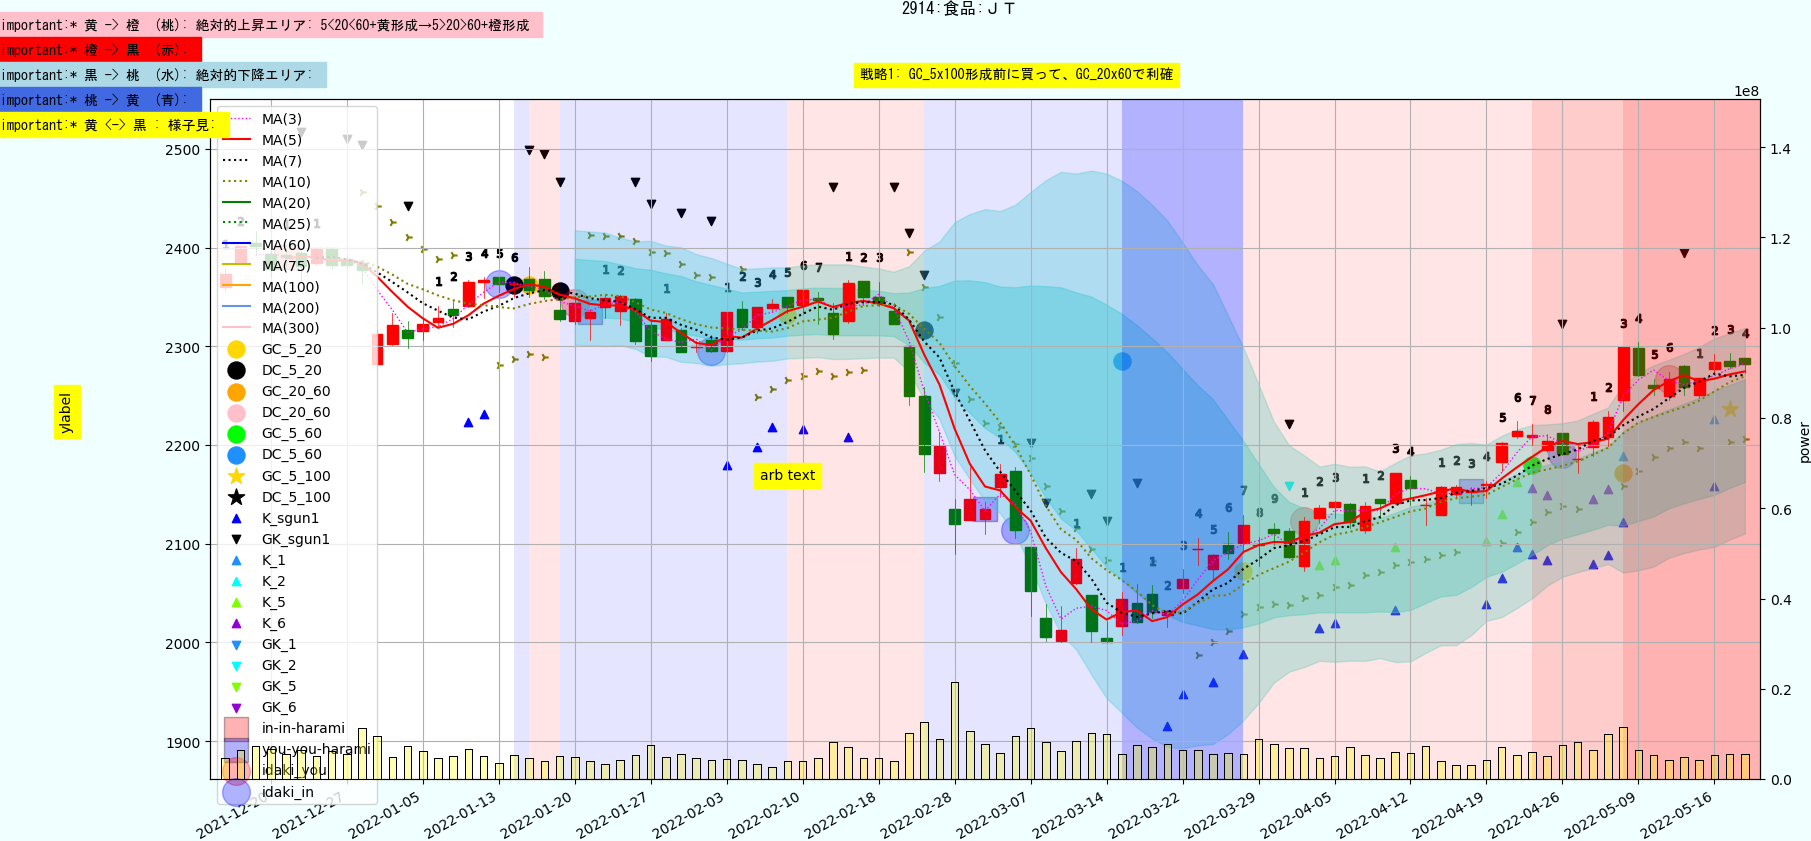 2914:食品:ＪＴ
important:* 黄 -> 橙 （桃）: 絶対的上昇エリア: 5<20<60+黄形成→5>20>60+橙形成
important:* 橙 -> 黒 （赤）:
important:* 黒 -> 桃 （水）: 絶対的下降エリア:
戦略1: GC_5x100形成前に買って、GC_20x60で利確
important:* 桃 -> 黄 （青）:
important:* 黄 <-> 黒 : 様子見:
1e8
MA(3)
MA(5)
MA(7)
MA(10)
MA(20)
MA(25)
MA(60)
MA(75)
MA(100)
MA(200)
MA(300)
GC_5_20
DC_5_20
GC_20_60
DC_20_60
GC_5_60
DC_5_60
GC_5_100
DC_5_100
K_sgun1
GK_sgun1
K_1
K_2
K_5
K_6
GK_1
GK_2
GK_5
GK_6
in-in-harami
you-you-harami
idaki_you
idaki_in
2500
2400
2300
2200
2100
2000
1900
ylabel
arb text
1.4
1.2
1.0
0.8
0.6
0.4
0.2
0.0
power
2021-12-20
2021-12-27
2022-01-05
2022-01-13
2022-01-20
2022-01-27
2022-02-03
2022-02-10
2022-02-18
2022-02-28
2022-03-07
2022-03-14
2022-03-22
2022-03-29
2022-04-05
2022-04-12
2022-04-19
2022-04-26
2022-05-09
2022-05-16